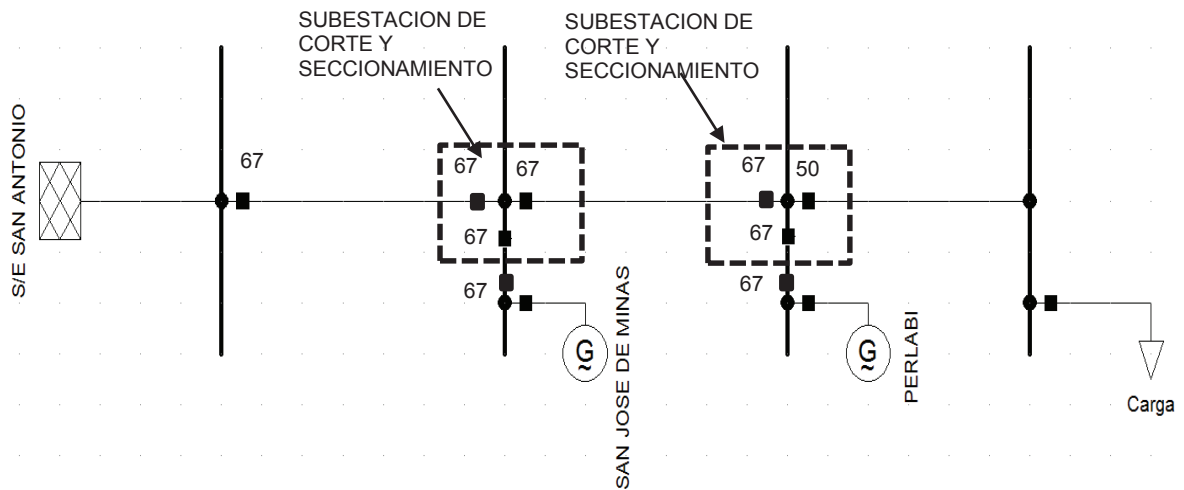 SUBESTACION DE
CORTE Y
SECCIONAMIENTO
SUBESTACION DE
CORTE Y
SECCIONAMIENTO
S/E SAN ANTONIO
67
67
67
67
50
67
67
67
67
G
~
SAN JOSE DE MINAS
G
~
PERLABI
Carga